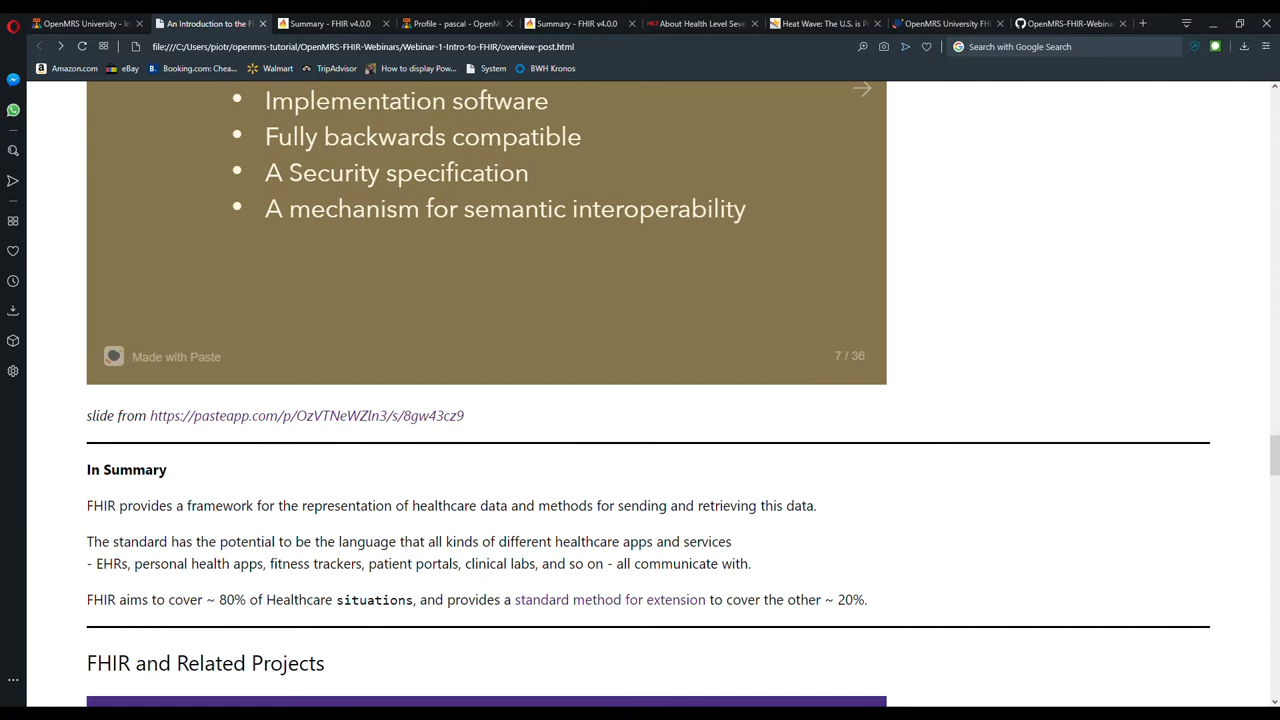 OpenMRS University - In
An Introduction to the F
Summary - FHIR v4.0.0
Profile - pascal - OpenM
Summary - FHIR v4.0.0
About Health Level Seve
Heat Wave: The U.S. is P
OpenMRS University FH
OpenMRS-FHIR-Webina
file:///C:/Users/piotr/openmrs-tutorial/OpenMRS-FHIR-Webinars/Webinar-1-Intro-to-FHIR/overview-post.html
Search with Google Search
Amazon.com
eBay
Booking.com: Chea...
Walmart
TripAdvisor
How to display Pow...
System
BWH Kronos
• Implementation software
• Fully backwards compatible
• A Security specification
• A mechanism for semantic interoperability
Made with Paste
7 / 36
slide from https://pasteapp.com/p/OzVTNeWZln3/s/8gw43cz9
In Summary
FHIR provides a framework for the representation of healthcare data and methods for sending and retrieving this data.
The standard has the potential to be the language that all kinds of different healthcare apps and services
- EHRs, personal health apps, fitness trackers, patient portals, clinical labs, and so on - all communicate with.
FHIR aims to cover ~ 80% of Healthcare situations, and provides a standard method for extension to cover the other ~ 20%.
FHIR and Related Projects